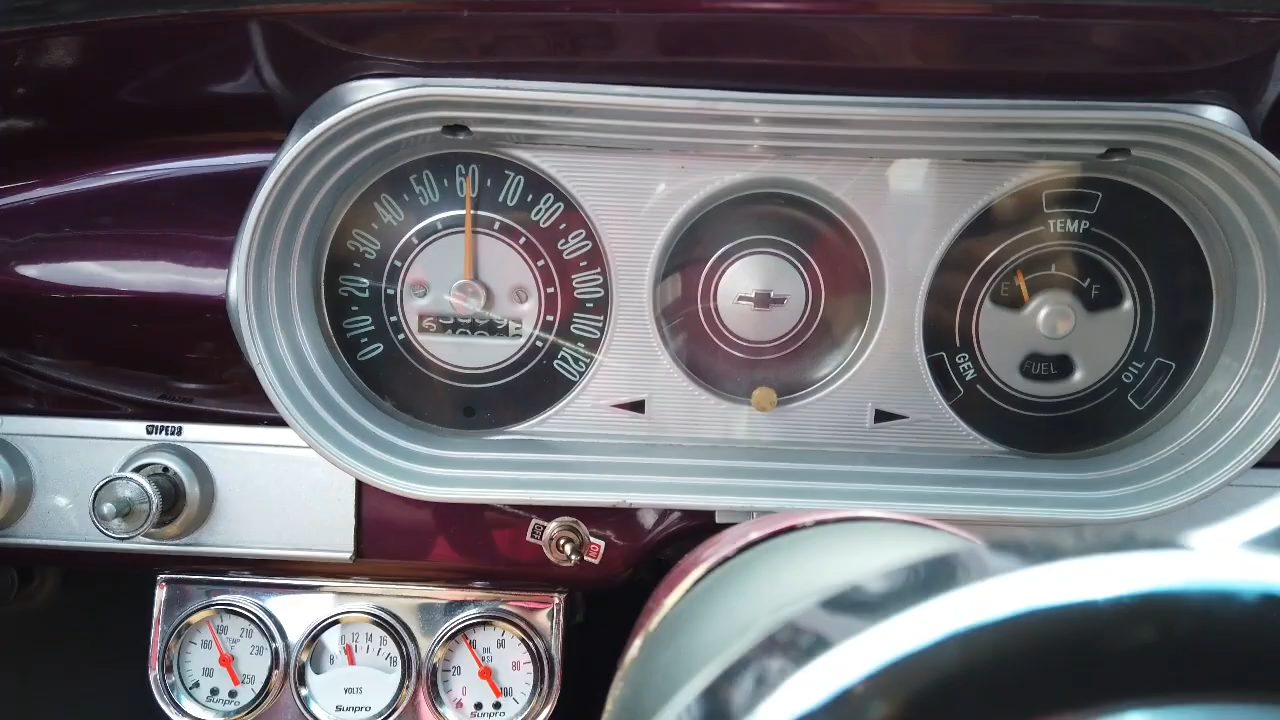 0 10 20 30 40 50 60 70 80 90 100 110 120
TEMP
E F
FUEL
GEN
OIL
WIPERS
OFF
ON
160 190 210 230
TEMP
F
100 250
Sunpro
8 10 12 14 16 18
VOLTS
Sunpro
20 40 60 80
OIL
PSI
0 100
Sunpro